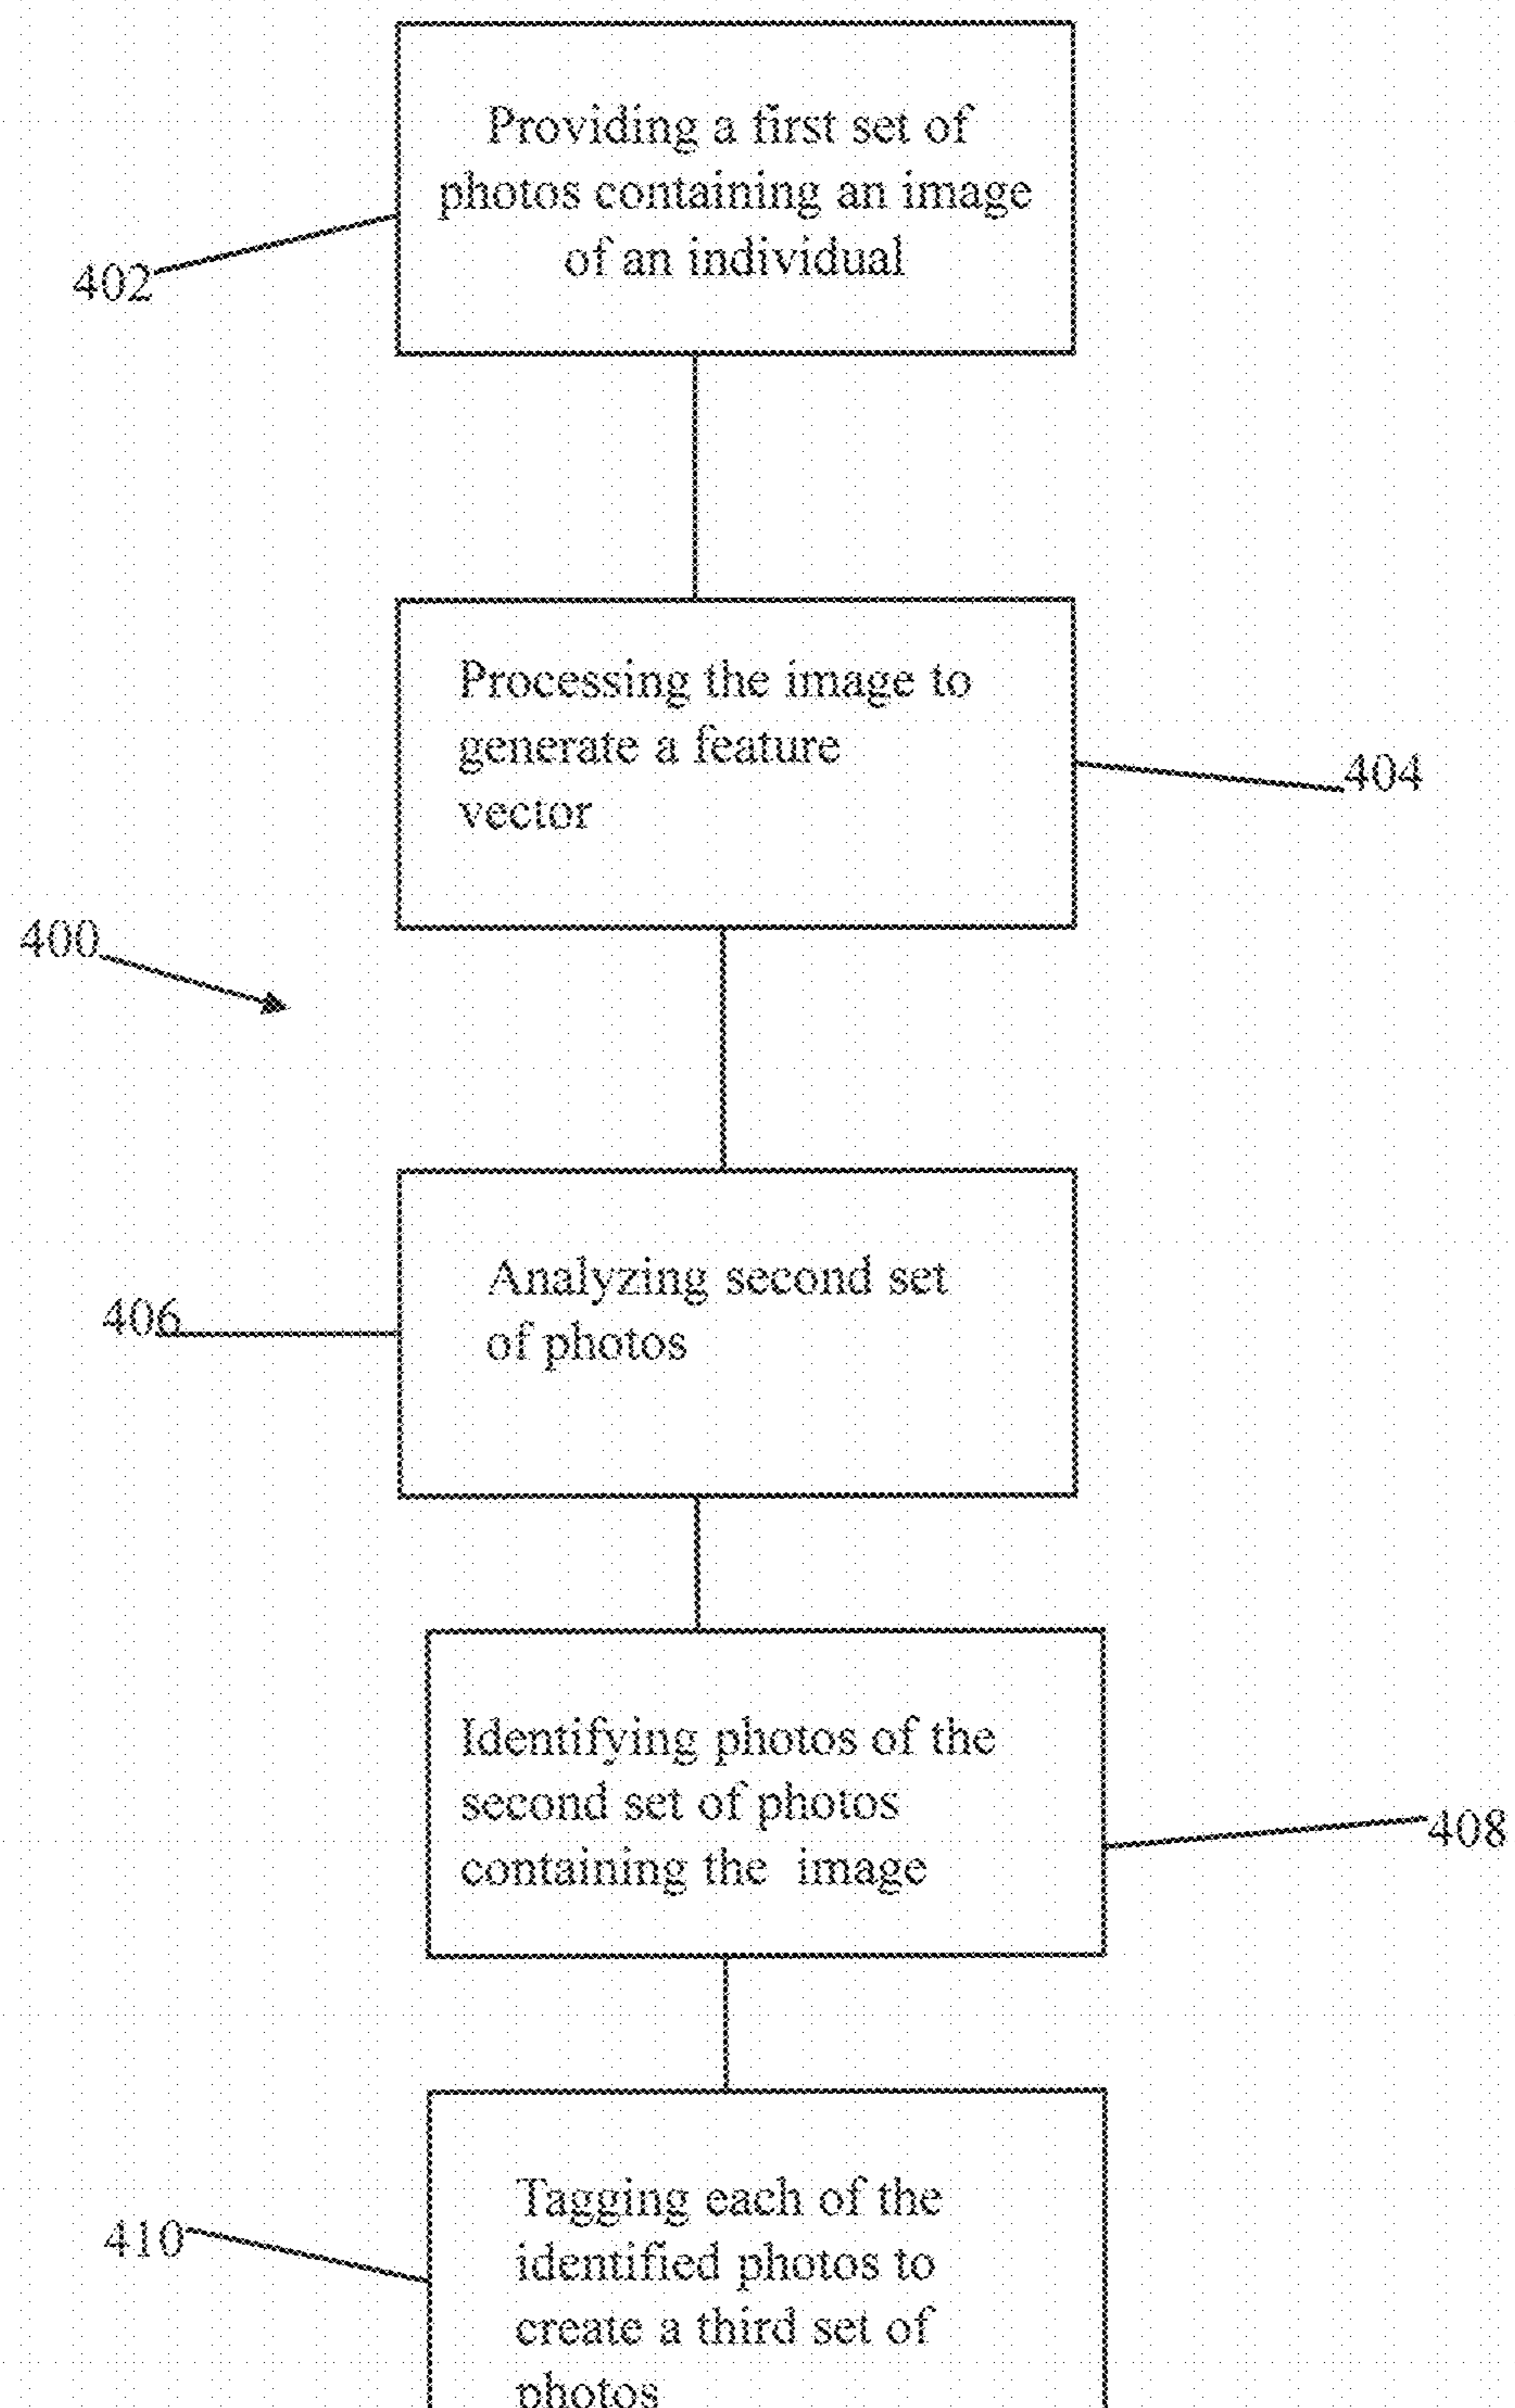 Providing a first set of
photos containing an image
of an individual
402
Processing the image to
generate a feature
vector
404
400
Analyzing second set
of photos
406
Identifying photos of the
second set of photos
containing the image
408
Tagging each of the
identified photos to
create a third set of
photos
410